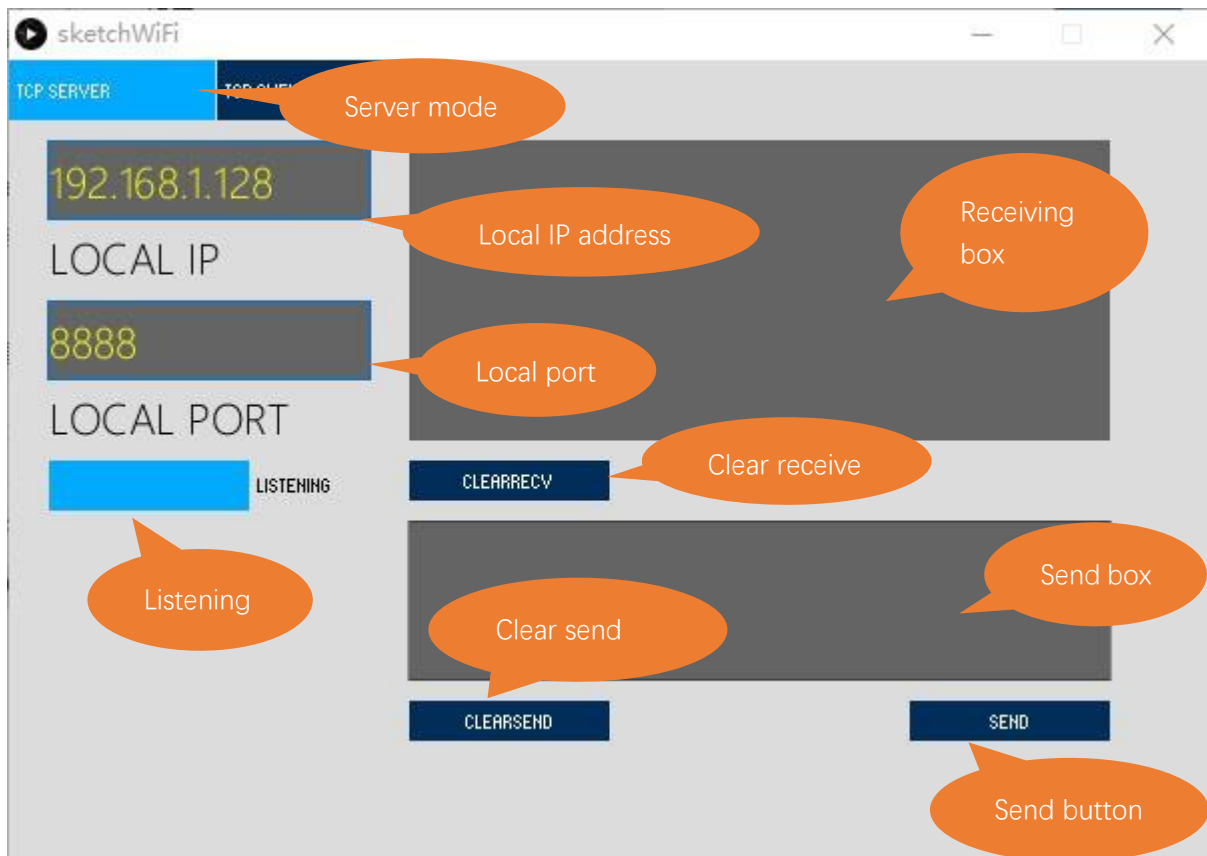 sketchWiFi
TCP SERVER
Server mode
192.168.1.128
Local IP address
Receiving
box
LOCAL IP
8888
Local port
LOCAL PORT
Clear receive
CLEARRECV
LISTENING
Listening
Send box
Clear send
CLEARSEND
SEND
Send button